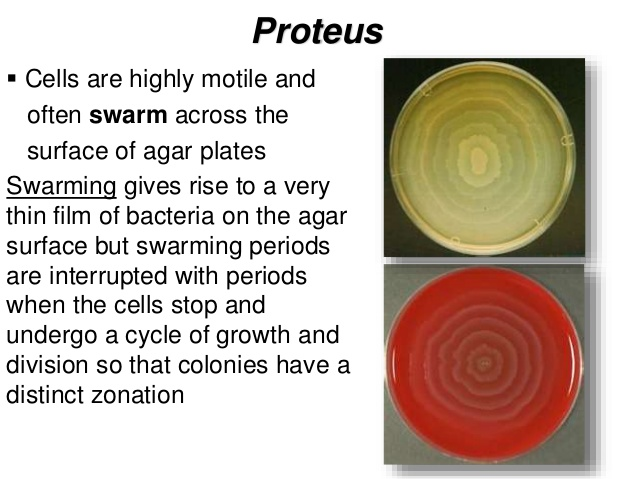 Proteus
▪ Cells are highly motile and
often swarm across the
surface of agar plates
Swarming gives rise to a very
thin film of bacteria on the agar
surface but swarming periods
are interrupted with periods
when the cells stop and
undergo a cycle of growth and
division so that colonies have a
distinct zonation